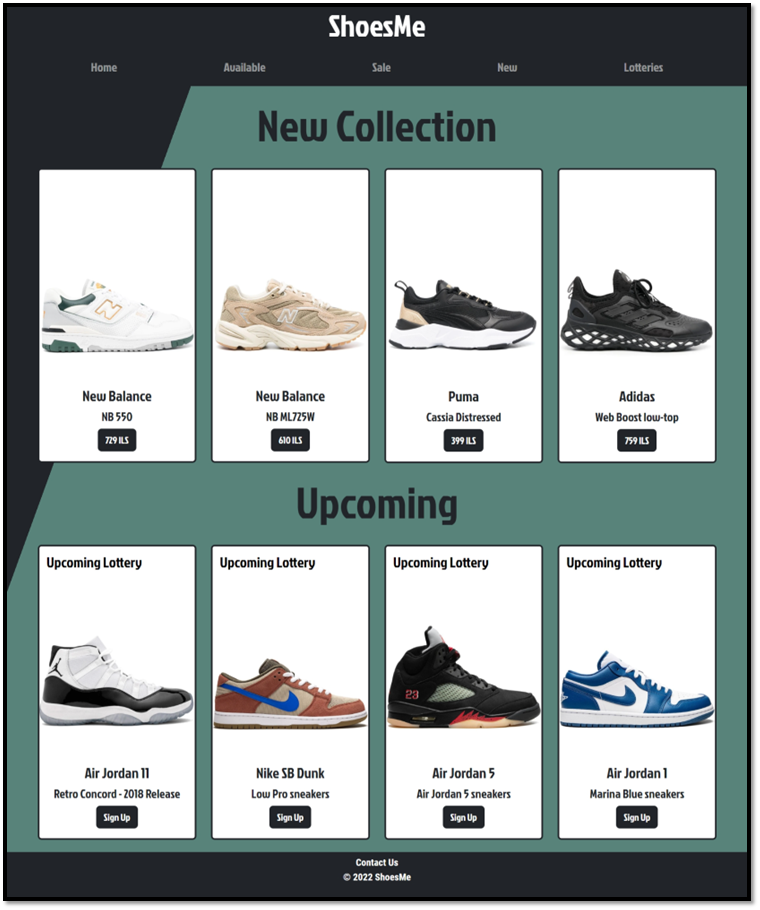 ShoesMe
Home Available Sale New Lotteries
New Collection
New Balance
NB 550
729 ILS
New Balance
NB ML725W
610 ILS
Puma
Cassia Distressed
399 ILS
Adidas
Web Boost low-top
759 ILS
Upcoming
Upcoming Lottery
23
Air Jordan 11
Retro Concord - 2018 Release
Sign Up
Upcoming Lottery
Nike SB Dunk
Low Pro sneakers
Sign Up
Upcoming Lottery
Air Jordan 5
Air Jordan 5 sneakers
Sign Up
Upcoming Lottery
Air Jordan 1
Marina Blue sneakers
Sign Up
Contact Us
© 2022 ShoesMe